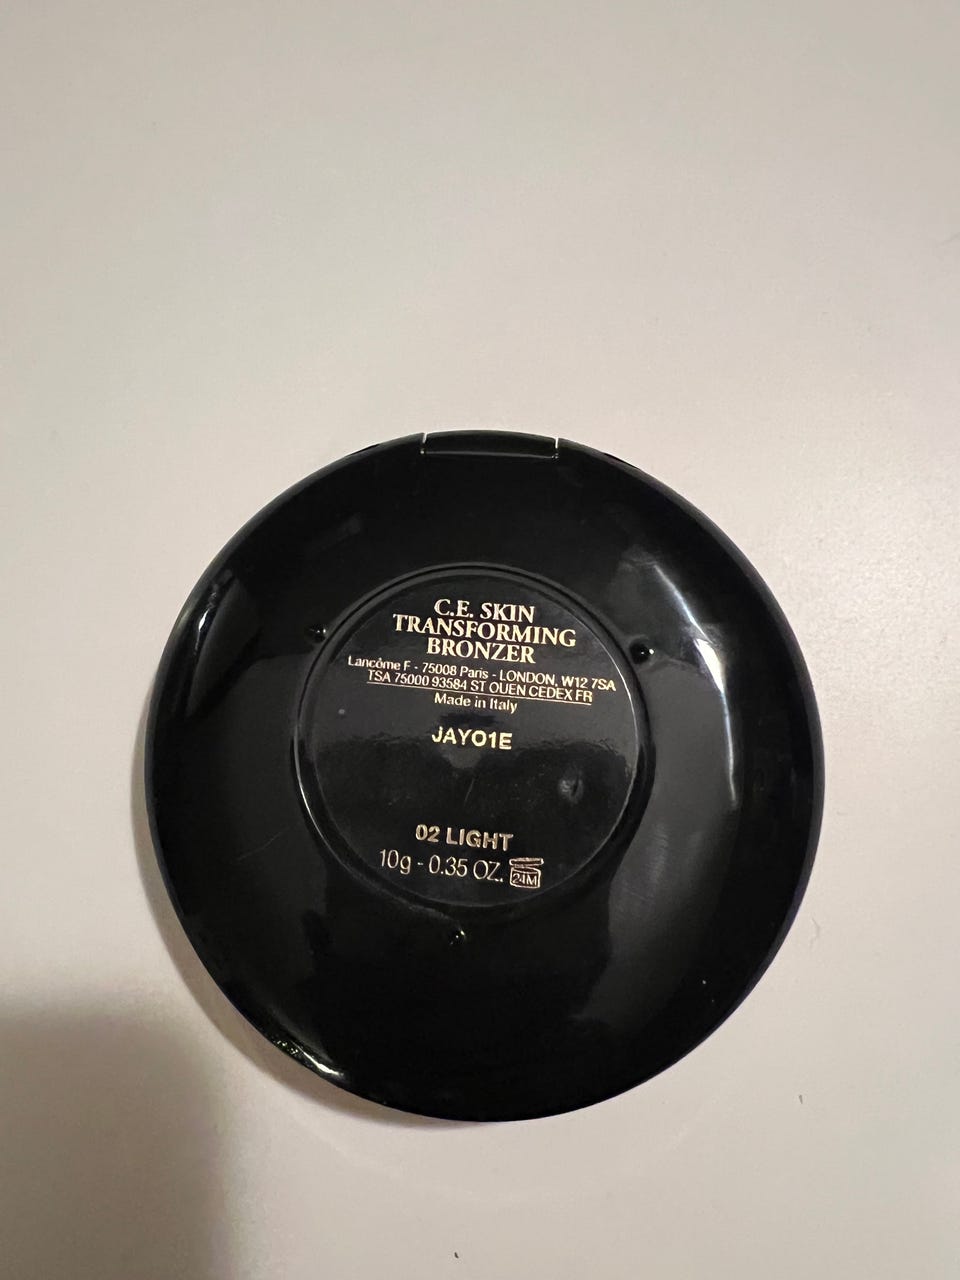 C.E. SKIN
TRANSFORMING
BRONZER
Lancôme F - 75008 Paris - LONDON, W12 7SA
TSA 75000 93584 ST OUEN CEDEX FR
Made in Italy
JAY01E
02 LIGHT
10g - 0.35 OZ. 24M